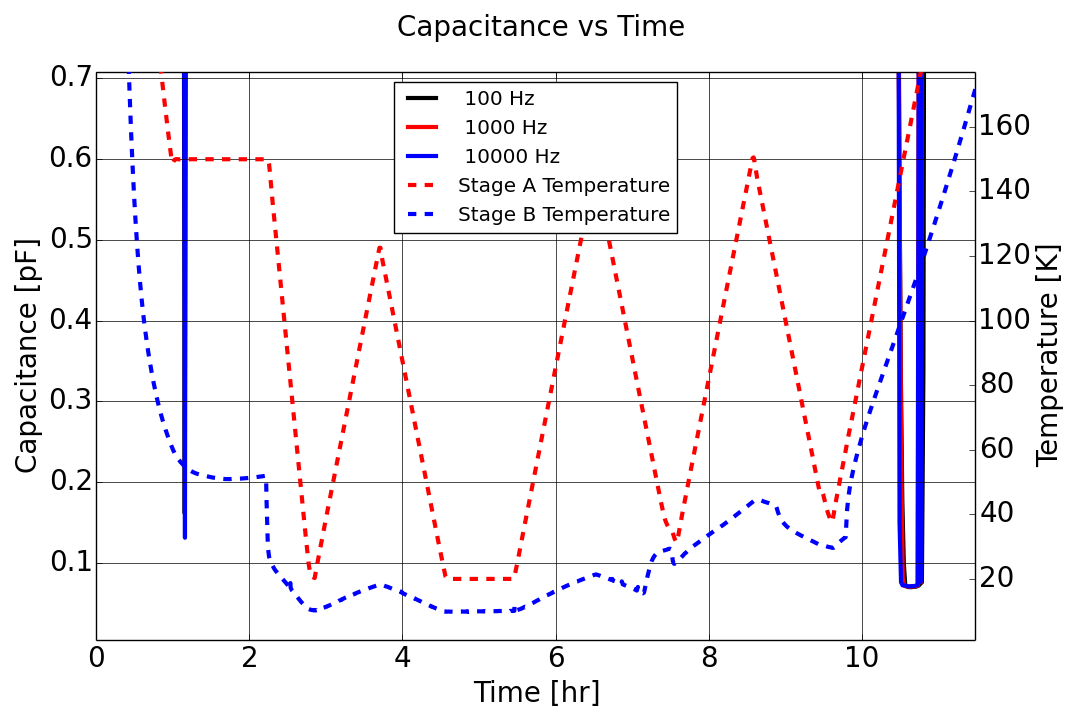 Capacitance vs Time
0.7
0.6
0.5
0.4
0.3
0.2
0.1
Capacitance [pF]
100 Hz
1000 Hz
10000 Hz
Stage A Temperature
Stage B Temperature
160
140
120
100
80
60
40
20
Temperature [K]
0 2 4 6 8 10
Time [hr]